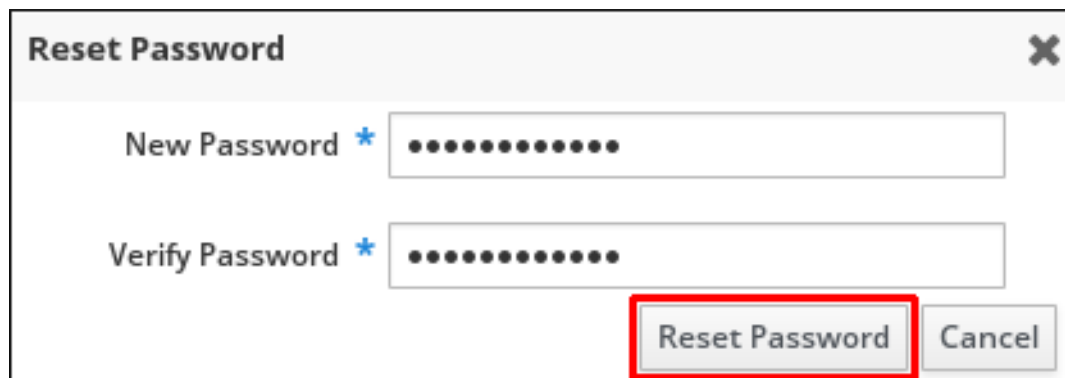 Reset Password ✖
New Password * ••••••••••••
Verify Password * ••••••••••••
Reset Password Cancel